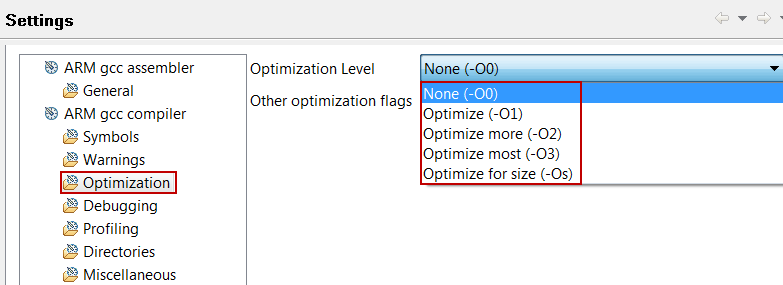 Settings
ARM gcc assembler
General
ARM gcc compiler
Symbols
Warnings
Optimization
Debugging
Profiling
Directories
Miscellaneous
Optimization Level
None (-O0)
Other optimization flags
None (-O0)
Optimize (-O1)
Optimize more (-O2)
Optimize most (-O3)
Optimize for size (-Os)